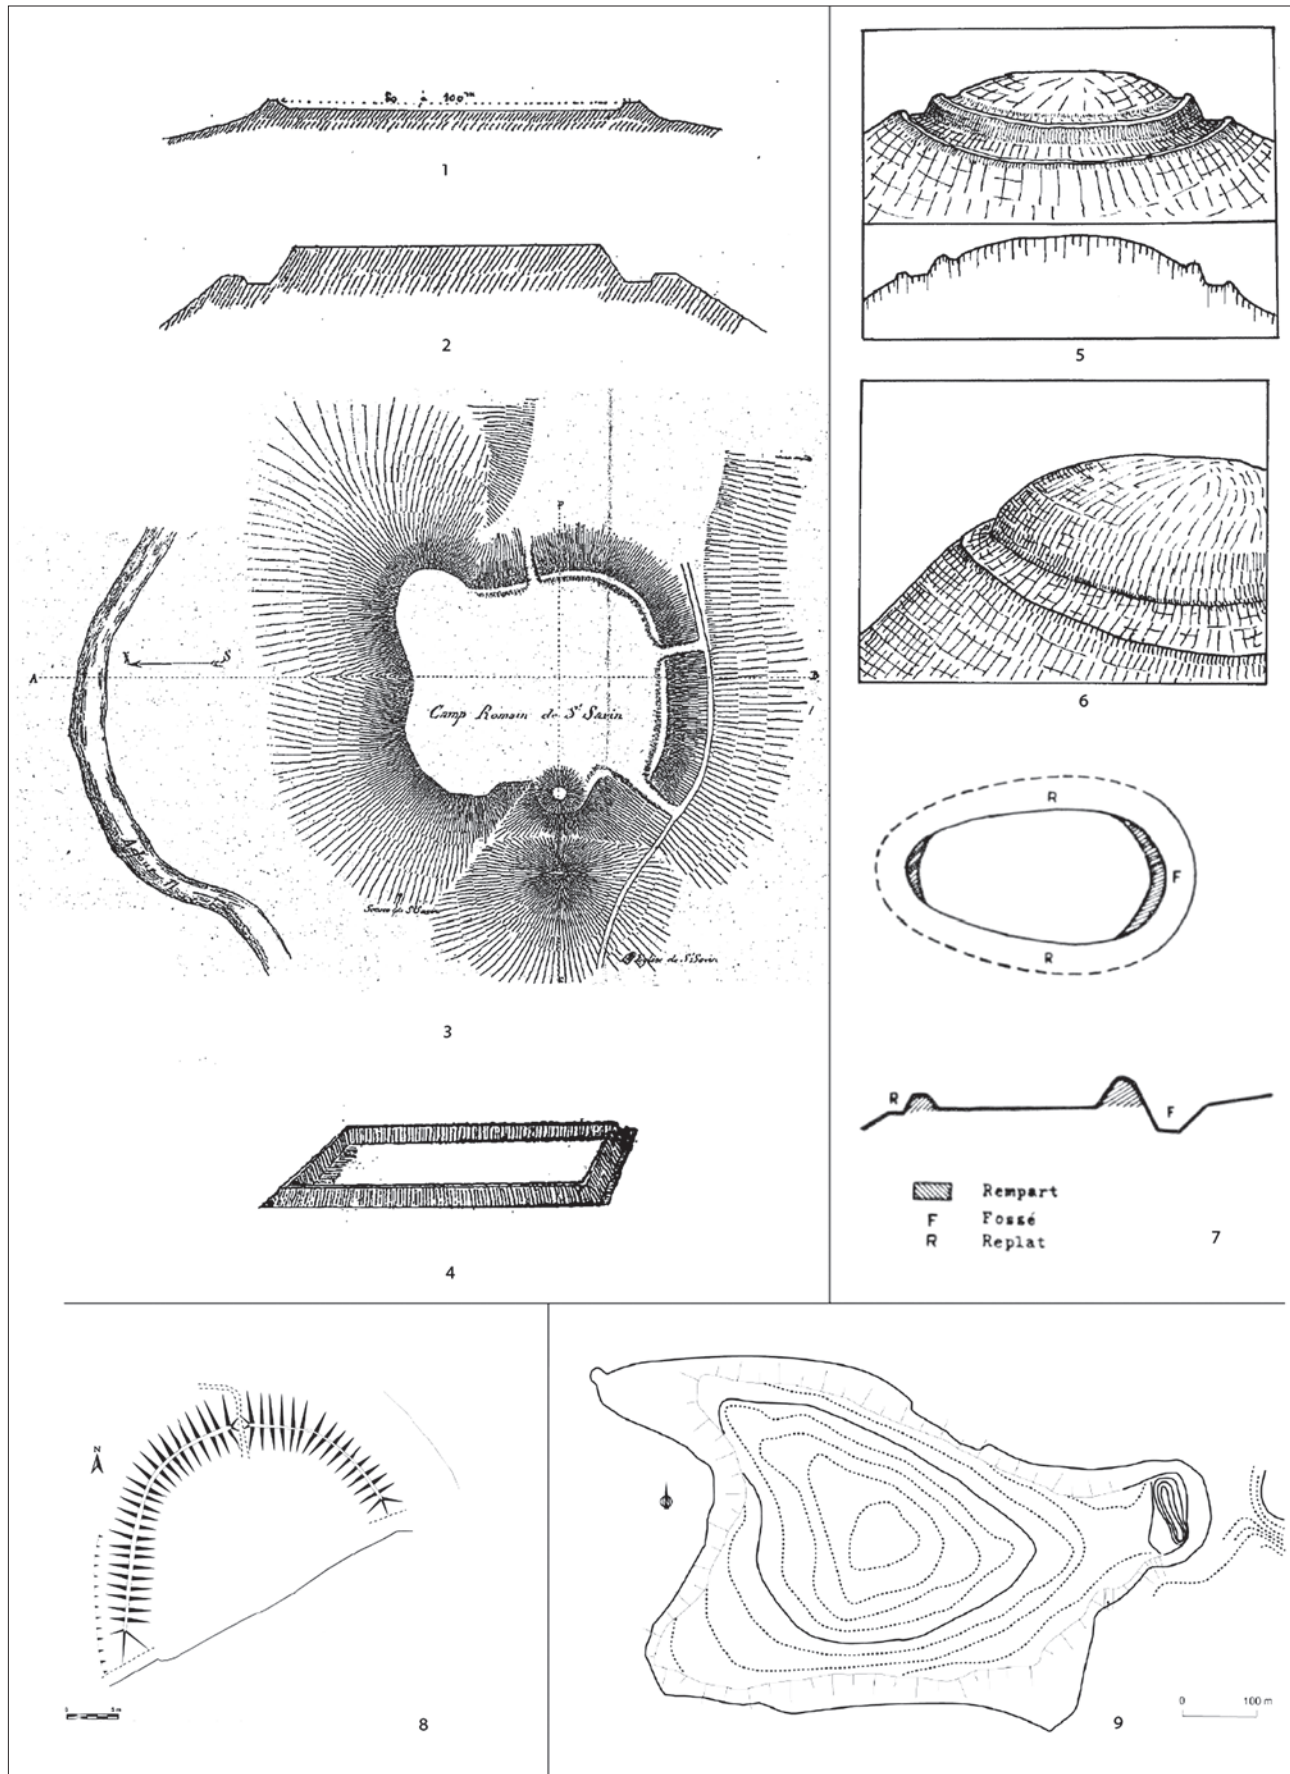 80 à 100m
1
2
P
N S
A B
Camp Romain de St. Savin
Source de St Savin
Eglise de St Savin
3
4
5
6
R
F
R
R
F
Rempart
F Fossé
R Replat
7
N
8
0 100 m
9